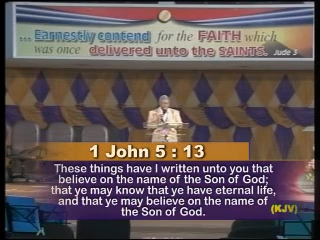 ... Earnestly contend for the FAITH which
was once delivered unto the SAINTS. Jude 3
1 John 5 : 13
These things have I written unto you that
believe on the name of the Son of God;
that ye may know that ye have eternal life,
and that ye may believe on the name of
the Son of God.
(KJV)